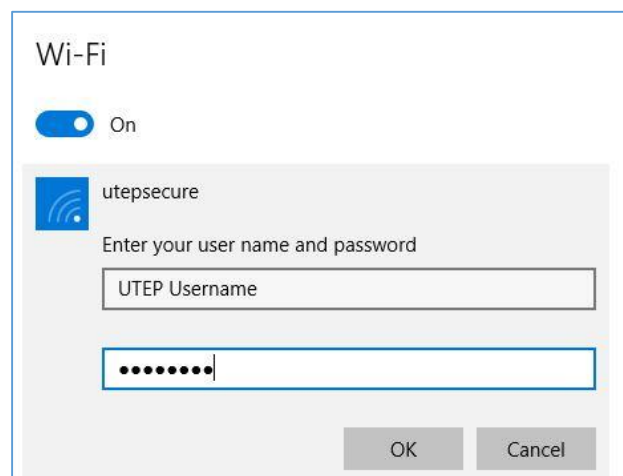 Wi-Fi
On
utepsecure
Enter your user name and password
UTEP Username
●●●●●●●●
OK Cancel